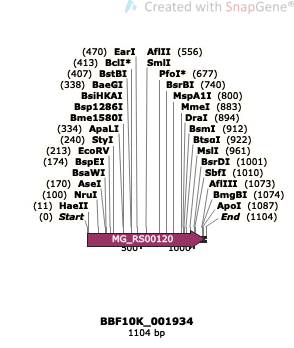 Created with SnapGene®
(470) EarI AflII (556)
(413) BclI* SmlI
(407) BstBI PfoI* (677)
(338) BaeGI BsrBI (740)
BsiHKAI MspA1I (800)
Bsp1286I MmeI (883)
Bme1580I DraI (894)
(334) ApaLI BsmI (912)
(240) StyI BtsαI (922)
(213) EcoRV MslI (961)
(174) BspEI BsrDI (1001)
BsaWI SbfI (1010)
(170) AseI AflIII (1073)
(100) NruI BmgBI (1074)
(11) HaeII ApoI (1087)
(0) Start End (1104)
MG_RS00120
500 1000
BBF10K_001934
1104 bp